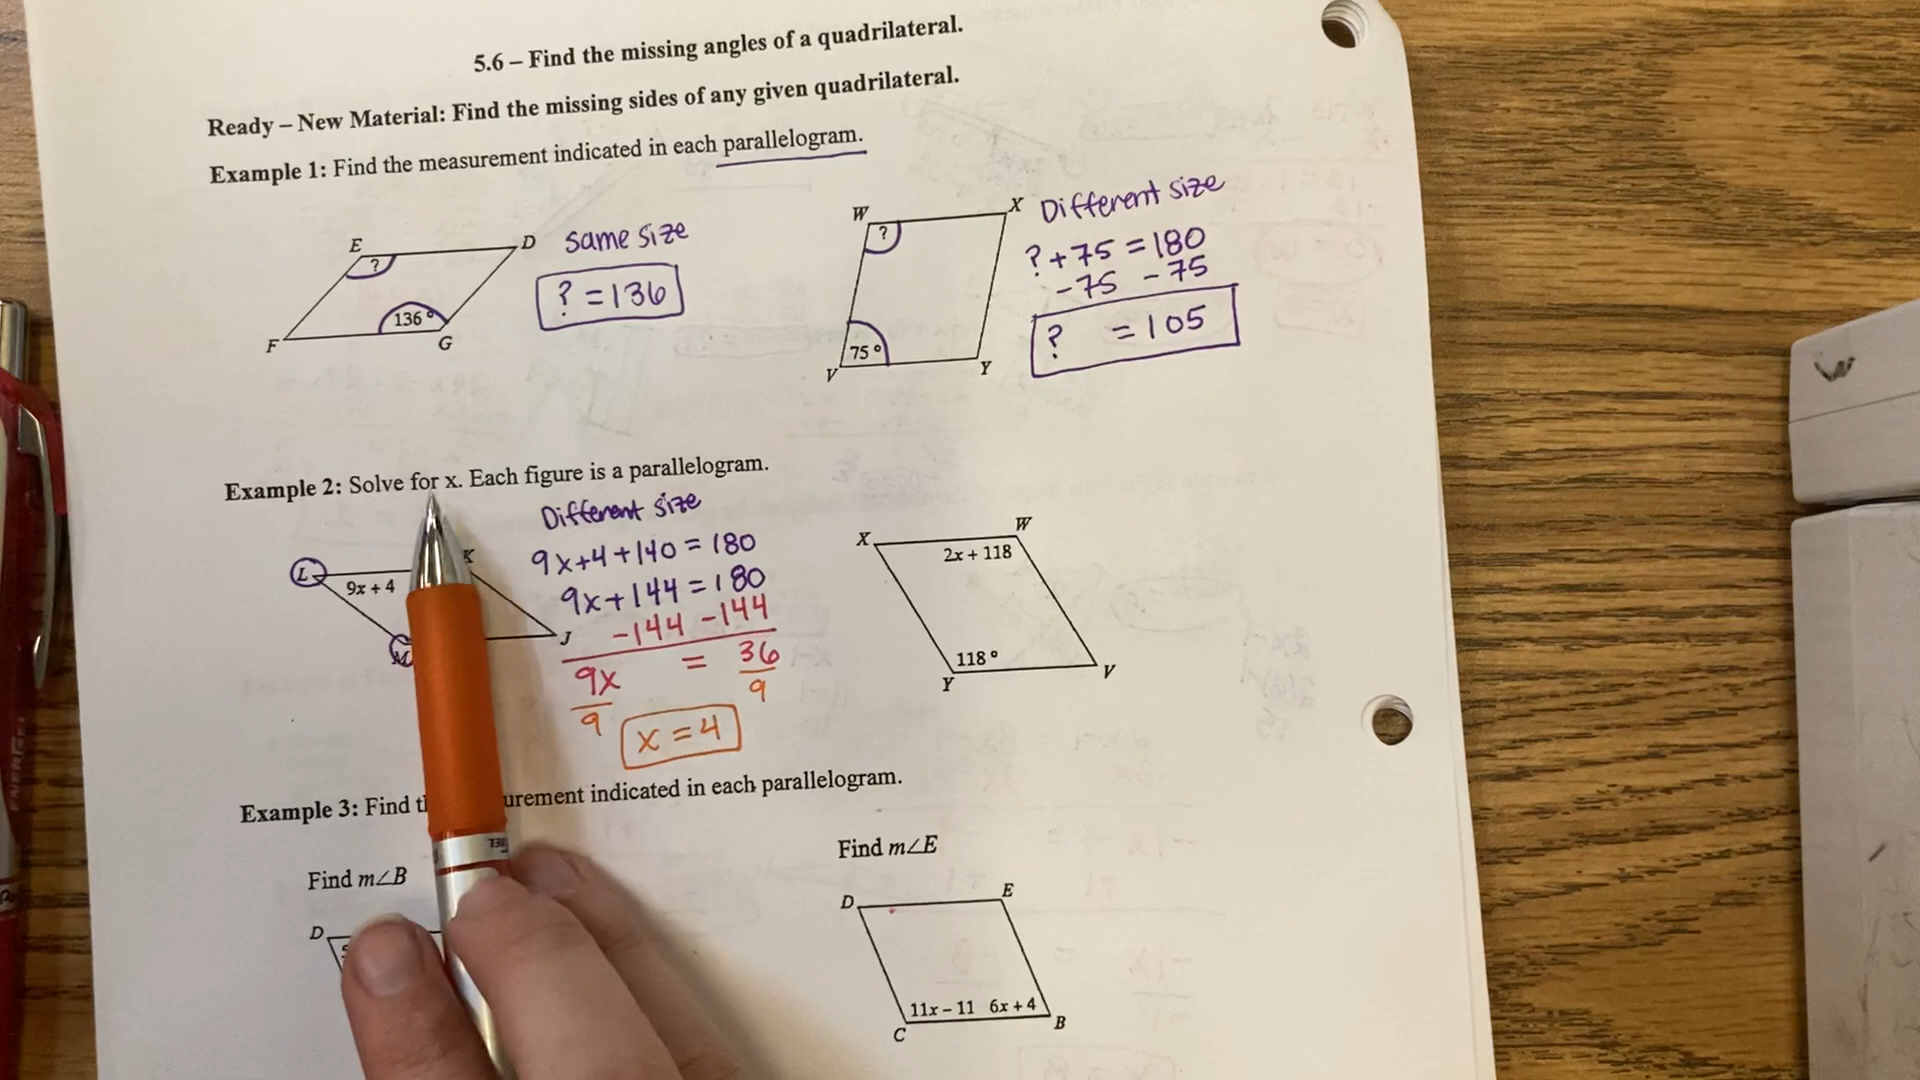 5.6 – Find the missing angles of a quadrilateral.
Ready – New Material: Find the missing sides of any given quadrilateral.
Example 1: Find the measurement indicated in each parallelogram.
E
D
?
136°
F
G
same size
? = 136
W
X
?
75°
V
Y
Different size
? + 75 = 180
- 75 - 75
? = 105
Example 2: Solve for x. Each figure is a parallelogram.
L
K
9x + 4
J
M
Different size
9x+4+140 = 180
9x+144 = 180
-144 -144
9x = 36
9 9
x = 4
X
W
2x + 118
118°
Y
V
Example 3: Find urement indicated in each parallelogram.
Find m∠B
D
Find m∠E
D
E
11x – 11 6x + 4
C
B